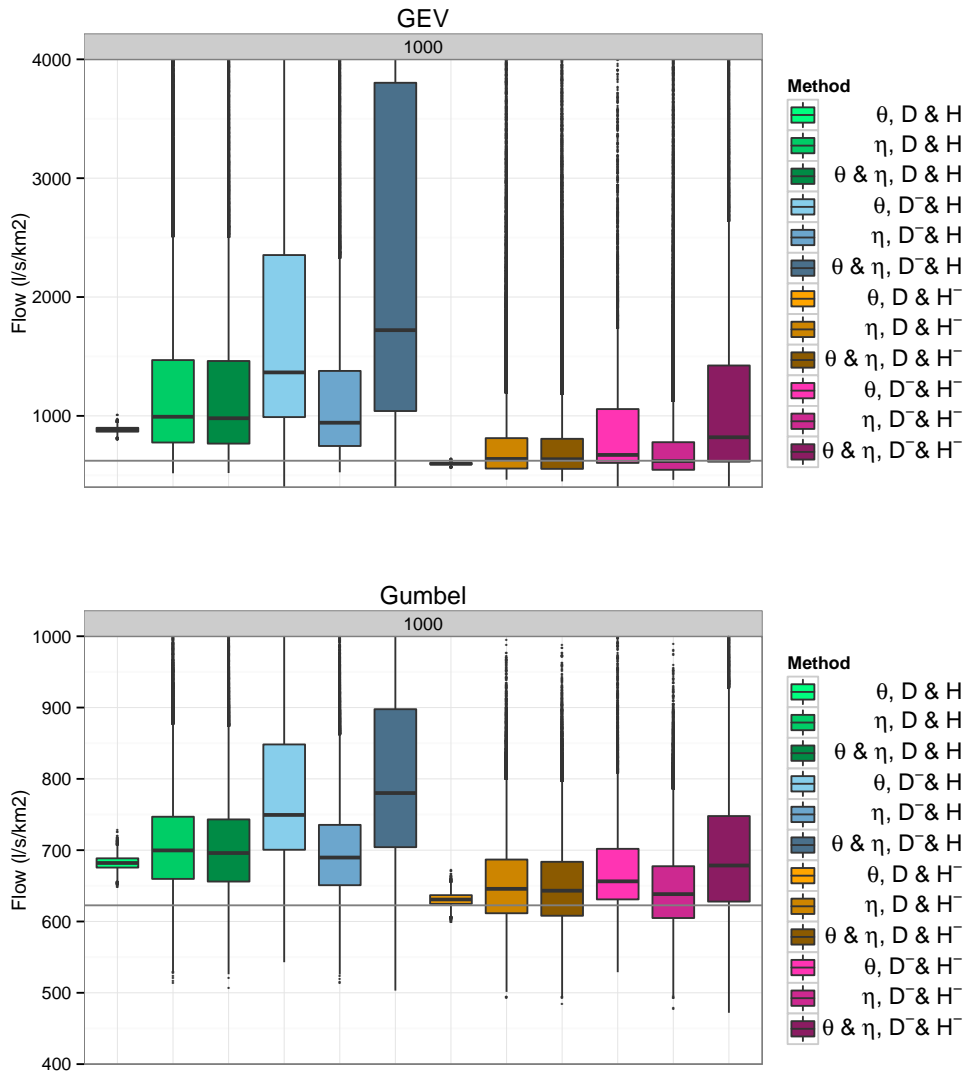 GEV
1000
4000
3000
2000
1000
Flow (l/s/km2)
Method
θ, D & H
η, D & H
θ & η, D & H
θ, D⁻& H
η, D⁻& H
θ & η, D⁻& H
θ, D & H⁻
η, D & H⁻
θ & η, D & H⁻
θ, D⁻& H⁻
η, D⁻& H⁻
θ & η, D⁻& H⁻
Gumbel
1000
1000
900
800
700
600
500
400
Flow (l/s/km2)
Method
θ, D & H
η, D & H
θ & η, D & H
θ, D⁻& H
η, D⁻& H
θ & η, D⁻& H
θ, D & H⁻
η, D & H⁻
θ & η, D & H⁻
θ, D⁻& H⁻
η, D⁻& H⁻
θ & η, D⁻& H⁻